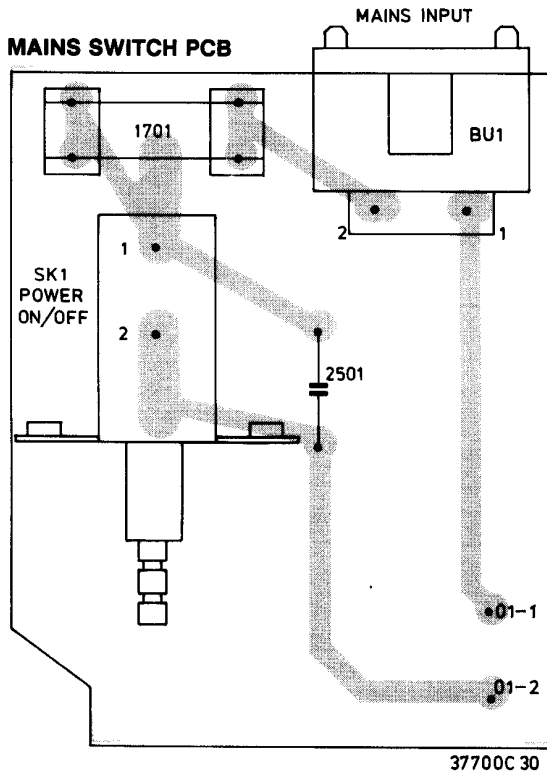 MAINS INPUT
MAINS SWITCH PCB
1701
BU1
2
1
1
SK1
POWER
ON/OFF
2
2501
01-1
01-2
37700C 30